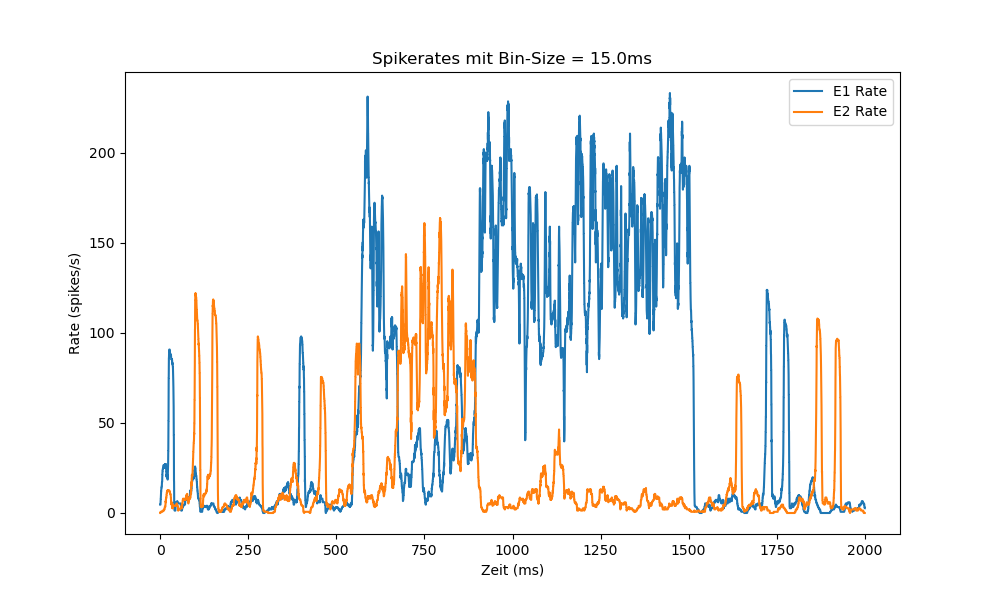 Spikerates mit Bin-Size = 15.0ms
E1 Rate
E2 Rate
Rate (spikes/s)
200
150
100
50
0
0 250 500 750 1000 1250 1500 1750 2000
Zeit (ms)